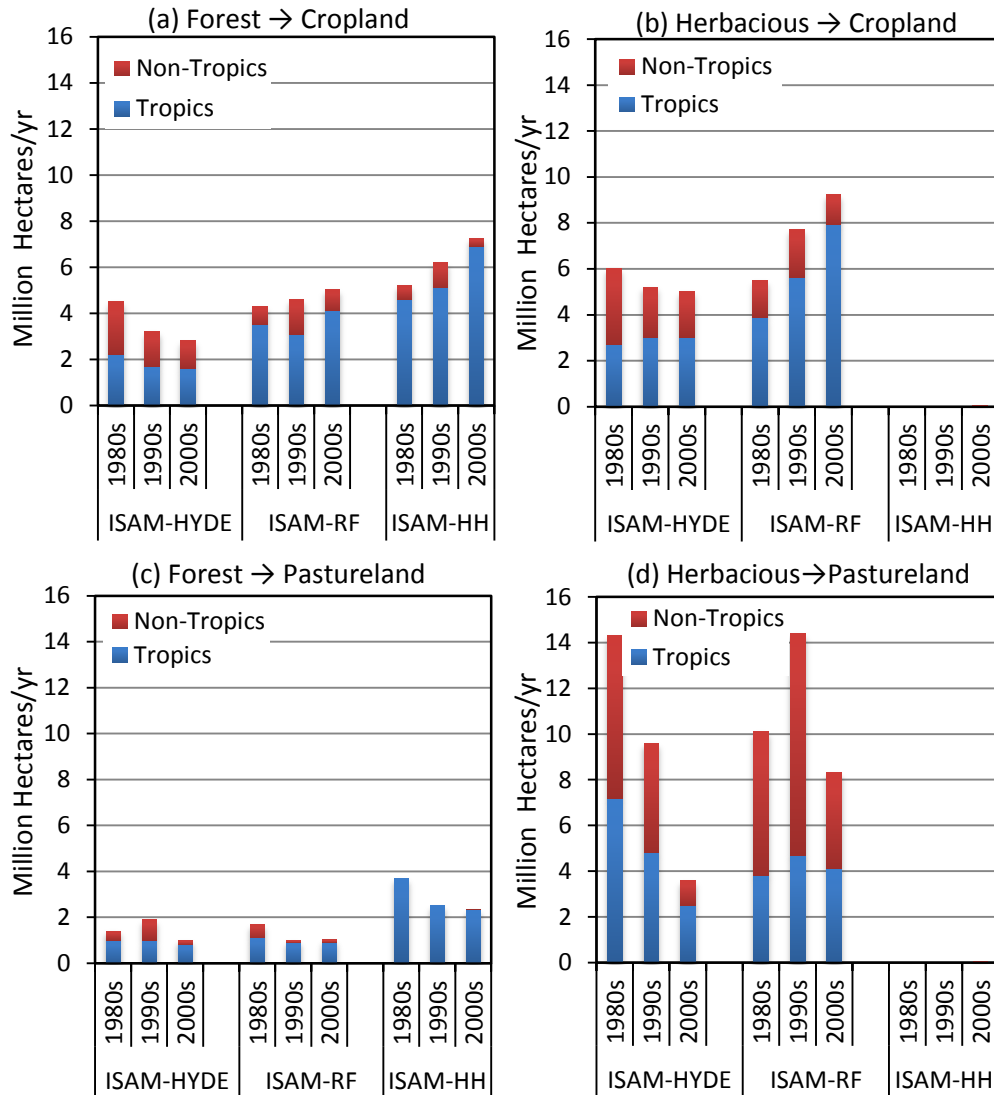 (a) Forest → Cropland
Million Hectares/yr
16
14
12
10
8
6
4
2
0
Non-Tropics
Tropics
1980s 1990s 2000s 1980s 1990s 2000s 1980s 1990s 2000s
ISAM-HYDE ISAM-RF ISAM-HH
(b) Herbacious → Cropland
Million Hectares/yr
16
14
12
10
8
6
4
2
0
Non-Tropics
Tropics
1980s 1990s 2000s 1980s 1990s 2000s 1980s 1990s 2000s
ISAM-HYDE ISAM-RF ISAM-HH
(c) Forest → Pastureland
Million Hectares/yr
16
14
12
10
8
6
4
2
0
Non-Tropics
Tropics
1980s 1990s 2000s 1980s 1990s 2000s 1980s 1990s 2000s
ISAM-HYDE ISAM-RF ISAM-HH
(d) Herbacious→Pastureland
Million Hectares/yr
16
14
12
10
8
6
4
2
0
Non-Tropics
Tropics
1980s 1990s 2000s 1980s 1990s 2000s 1980s 1990s 2000s
ISAM-HYDE ISAM-RF ISAM-HH